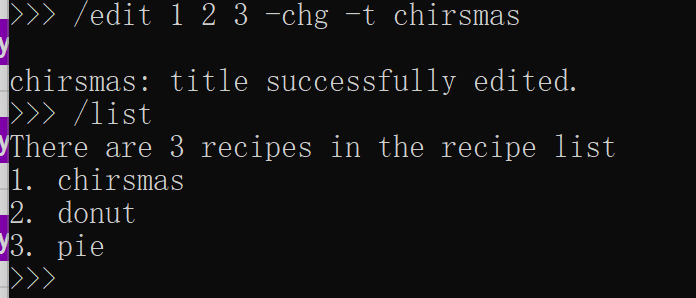 >>> /edit 1 2 3 -chg -t chirsmas
chirsmas: title successfully edited.
>>> /list
There are 3 recipes in the recipe list
1. chirsmas
2. donut
3. pie
>>>